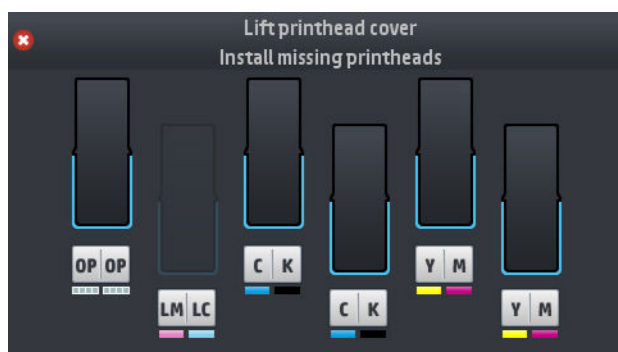 Lift printhead cover
Install missing printheads
OP OP
C K
Y M
LM LC
C K
Y M